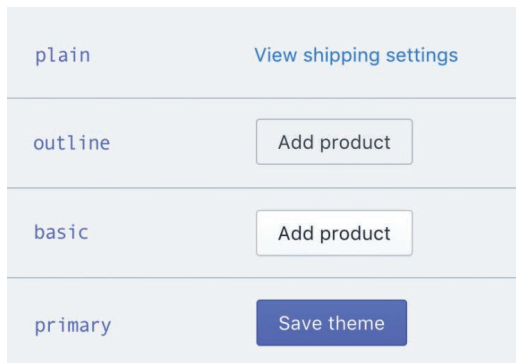 plain View shipping settings
outline Add product
basic Add product
primary Save theme